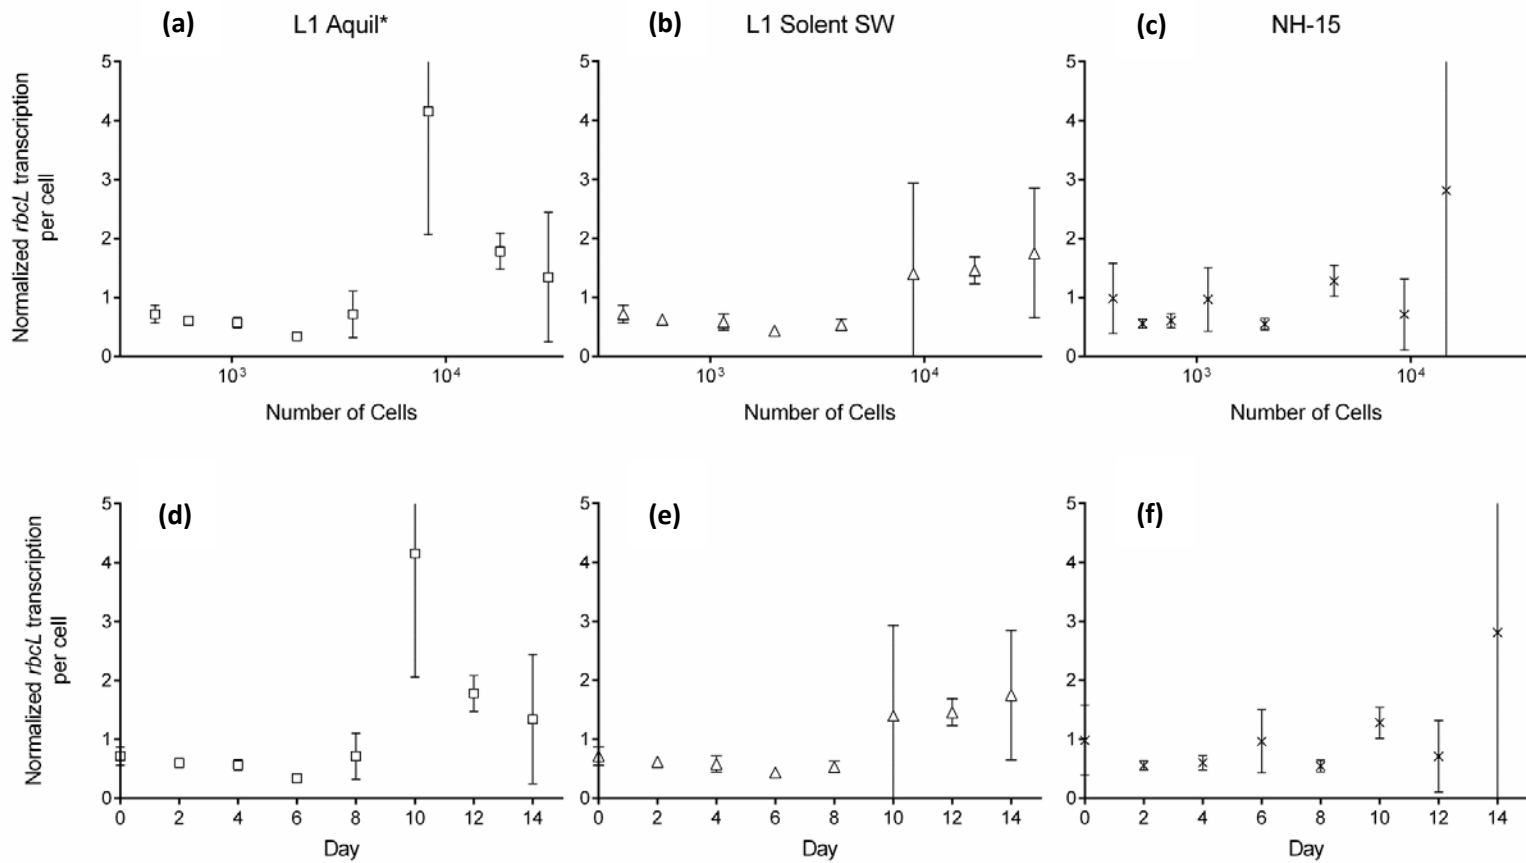 (a) L1 Aquil*
(b) L1 Solent SW
(c) NH-15
Normalized rbcL transcription
per cell
5
4
3
2
1
0
10³ 10⁴
Number of Cells
5
4
3
2
1
0
10³ 10⁴
Number of Cells
5
4
3
2
1
0
10³ 10⁴
Number of Cells
(d)
Normalized rbcL transcription
per cell
5
4
3
2
1
0
0 2 4 6 8 10 12 14
Day
(e)
5
4
3
2
1
0
0 2 4 6 8 10 12 14
Day
(f)
5
4
3
2
1
0
0 2 4 6 8 10 12 14
Day